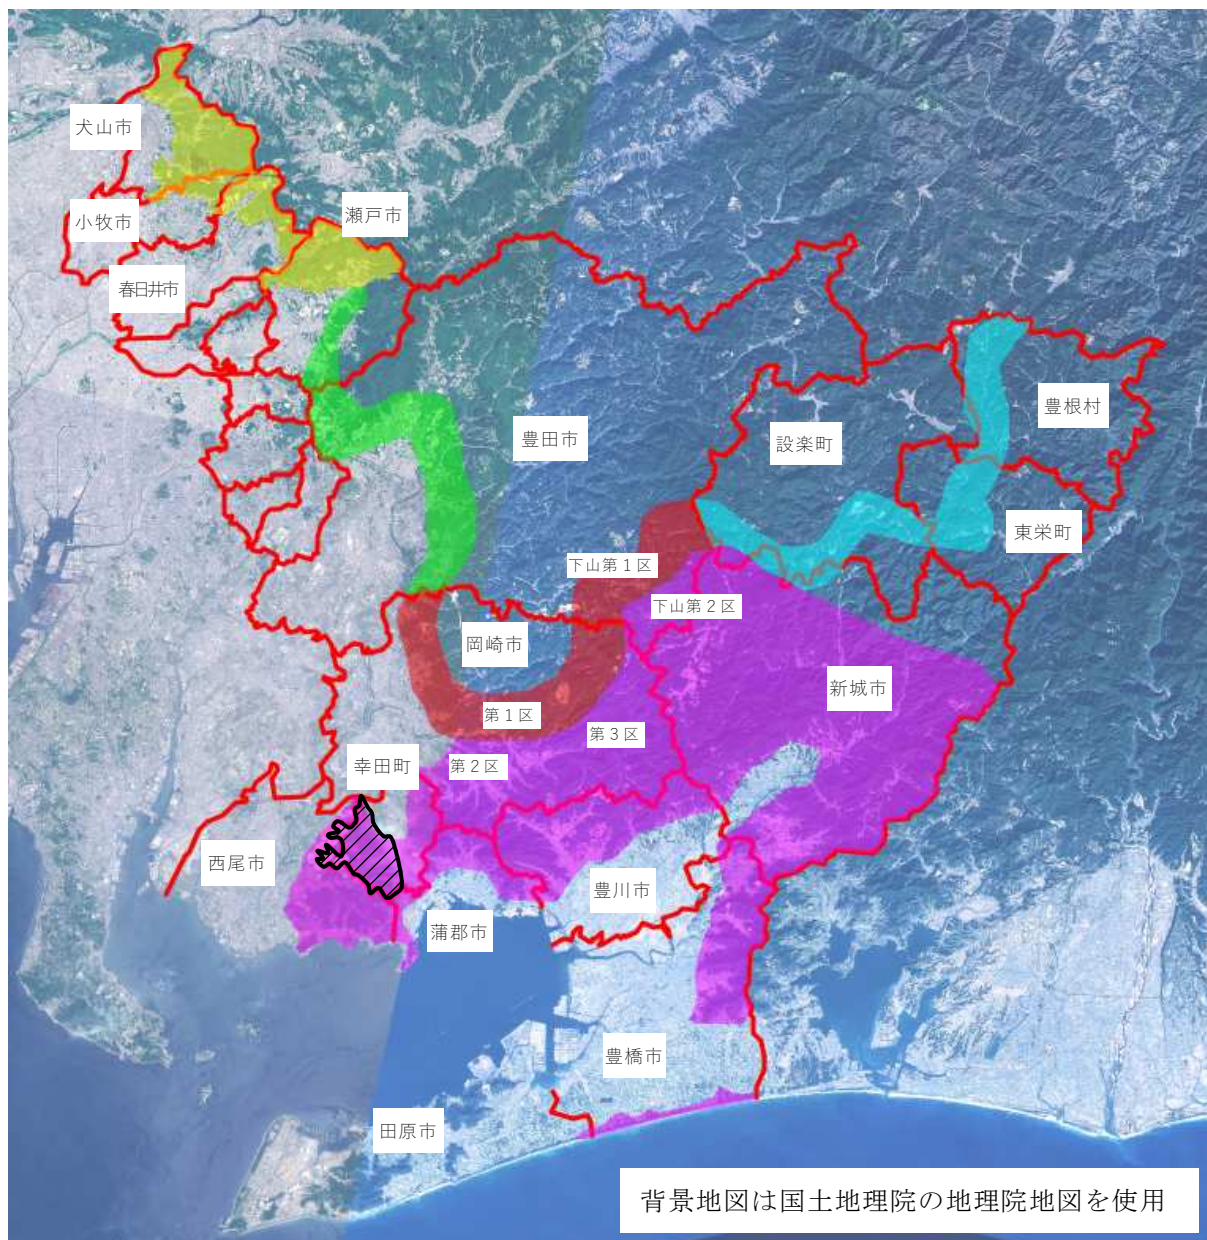 犬山市
小牧市
瀬戸市
春日井市
豊田市
設楽町
豊根村
東栄町
下山第１区
下山第２区
岡崎市
新城市
第１区
第３区
第２区
幸田町
西尾市
豊川市
蒲郡市
豊橋市
田原市
背景地図は国土地理院の地理院地図を使用